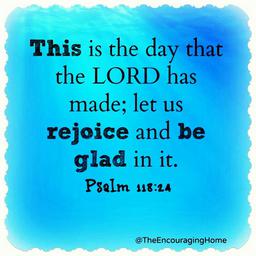 This is the day that
the LORD has
made; let us
rejoice and be
glad in it.
Psalm 118:24
@TheEncouragingHome